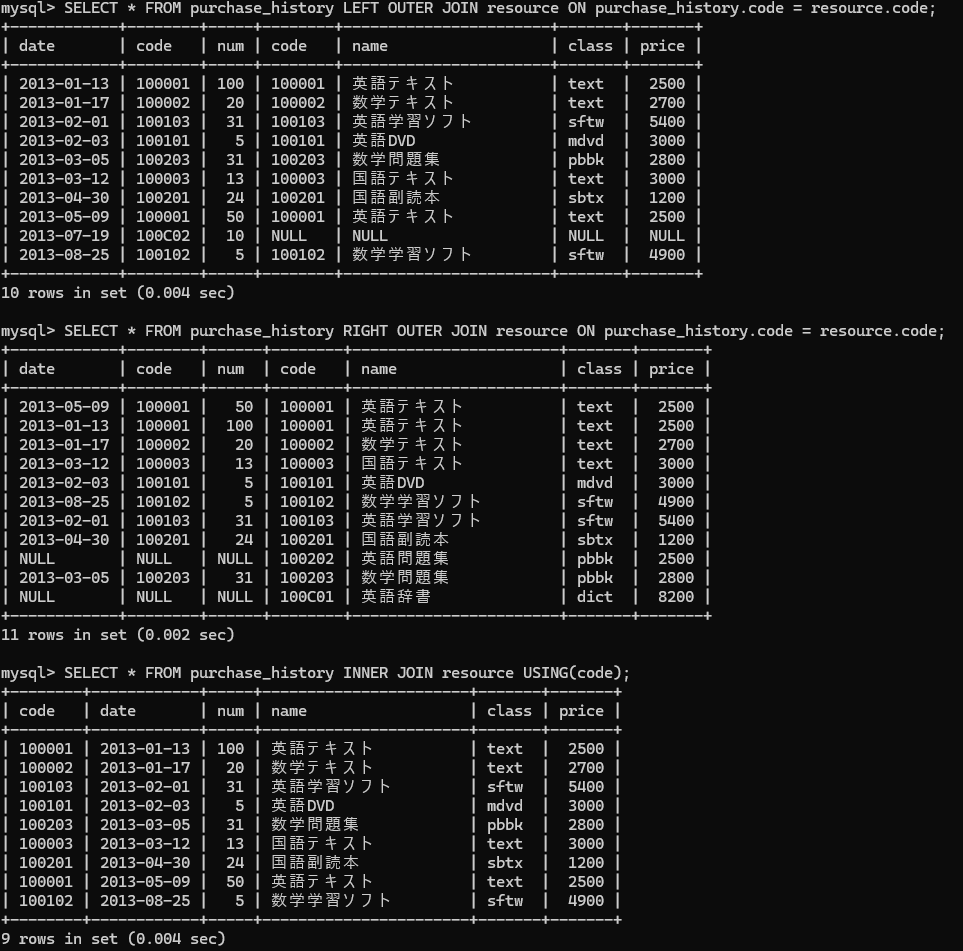 mysql> SELECT * FROM purchase_history LEFT OUTER JOIN resource ON purchase_history.code = resource.code;
+------------+--------+-----+--------+-----------------------+-------+-------+
| date       | code   | num | code   | name                  | class | price |
+------------+--------+-----+--------+-----------------------+-------+-------+
| 2013-01-13 | 100001 | 100 | 100001 | 英語テキスト | text  |  2500 |
| 2013-01-17 | 100002 |  20 | 100002 | 数学テキスト | text  |  2700 |
| 2013-02-01 | 100103 |  31 | 100103 | 英語学習ソフト | sftw  |  5400 |
| 2013-02-03 | 100101 |   5 | 100101 | 英語DVD | mdvd  |  3000 |
| 2013-03-05 | 100203 |  31 | 100203 | 数学問題集 | pbbk  |  2800 |
| 2013-03-12 | 100003 |  13 | 100003 | 国語テキスト | text  |  3000 |
| 2013-04-30 | 100201 |  24 | 100201 | 国語副読本 | sbtx  |  1200 |
| 2013-05-09 | 100001 |  50 | 100001 | 英語テキスト | text  |  2500 |
| 2013-07-19 | 100C02 |  10 | NULL   | NULL                  | NULL  |  NULL |
| 2013-08-25 | 100102 |   5 | 100102 | 数学学習ソフト | sftw  |  4900 |
+------------+--------+-----+--------+-----------------------+-------+-------+
10 rows in set (0.004 sec)
mysql> SELECT * FROM purchase_history RIGHT OUTER JOIN resource ON purchase_history.code = resource.code;
+------------+--------+------+--------+-----------------------+-------+-------+
| date       | code   | num  | code   | name                  | class | price |
+------------+--------+------+--------+-----------------------+-------+-------+
| 2013-05-09 | 100001 |   50 | 100001 | 英語テキスト | text  |  2500 |
| 2013-01-13 | 100001 |  100 | 100001 | 英語テキスト | text  |  2500 |
| 2013-01-17 | 100002 |   20 | 100002 | 数学テキスト | text  |  2700 |
| 2013-03-12 | 100003 |   13 | 100003 | 国語テキスト | text  |  3000 |
| 2013-02-03 | 100101 |    5 | 100101 | 英語DVD | mdvd  |  3000 |
| 2013-08-25 | 100102 |    5 | 100102 | 数学学習ソフト | sftw  |  4900 |
| 2013-02-01 | 100103 |   31 | 100103 | 英語学習ソフト | sftw  |  5400 |
| 2013-04-30 | 100201 |   24 | 100201 | 国語副読本 | sbtx  |  1200 |
| NULL       | NULL   | NULL | 100202 | 英語問題集 | pbbk  |  2500 |
| 2013-03-05 | 100203 |   31 | 100203 | 数学問題集 | pbbk  |  2800 |
| NULL       | NULL   | NULL | 100C01 | 英語辞書 | dict  |  8200 |
+------------+--------+------+--------+-----------------------+-------+-------+
11 rows in set (0.002 sec)
mysql> SELECT * FROM purchase_history INNER JOIN resource USING(code);
+--------+------------+-----+-----------------------+-------+-------+
| code   | date       | num | name                  | class | price |
+--------+------------+-----+-----------------------+-------+-------+
| 100001 | 2013-01-13 | 100 | 英語テキスト | text  |  2500 |
| 100002 | 2013-01-17 |  20 | 数学テキスト | text  |  2700 |
| 100103 | 2013-02-01 |  31 | 英語学習ソフト | sftw  |  5400 |
| 100101 | 2013-02-03 |   5 | 英語DVD | mdvd  |  3000 |
| 100203 | 2013-03-05 |  31 | 数学問題集 | pbbk  |  2800 |
| 100003 | 2013-03-12 |  13 | 国語テキスト | text  |  3000 |
| 100201 | 2013-04-30 |  24 | 国語副読本 | sbtx  |  1200 |
| 100001 | 2013-05-09 |  50 | 英語テキスト | text  |  2500 |
| 100102 | 2013-08-25 |   5 | 数学学習ソフト | sftw  |  4900 |
+--------+------------+-----+-----------------------+-------+-------+
9 rows in set (0.004 sec)